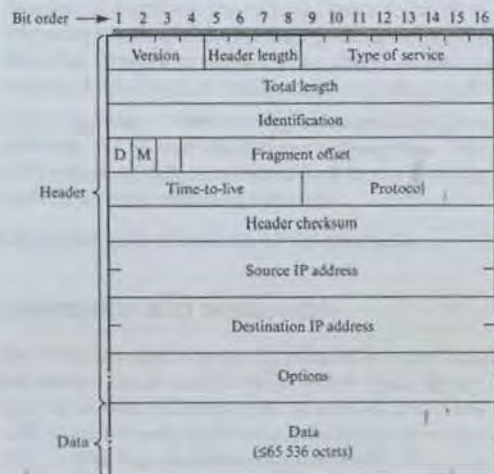 Bit order 1 2 3 4 5 6 7 8 9 10 11 12 13 14 15 16
Version Header length Type of service
Total length
Identification
D M Fragment offset
Header
Time-to-live Protocol
Header checksum
Source IP address
Destination IP address
Options
Data
Data
(≤65 536 octets)